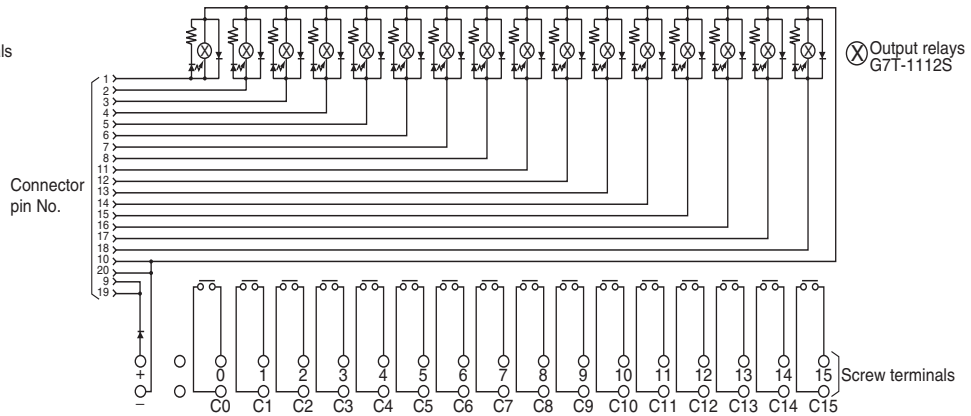 ls
Output relays
G7T-1112S
Connector
pin No.
1
2
3
4
5
6
7
8
11
12
13
14
15
16
17
18
10
20
9
19
+
0 1 2 3 4 5 6 7 8 9 10 11 12 13 14 15
Screw terminals
–
C0 C1 C2 C3 C4 C5 C6 C7 C8 C9 C10 C11 C12 C13 C14 C15